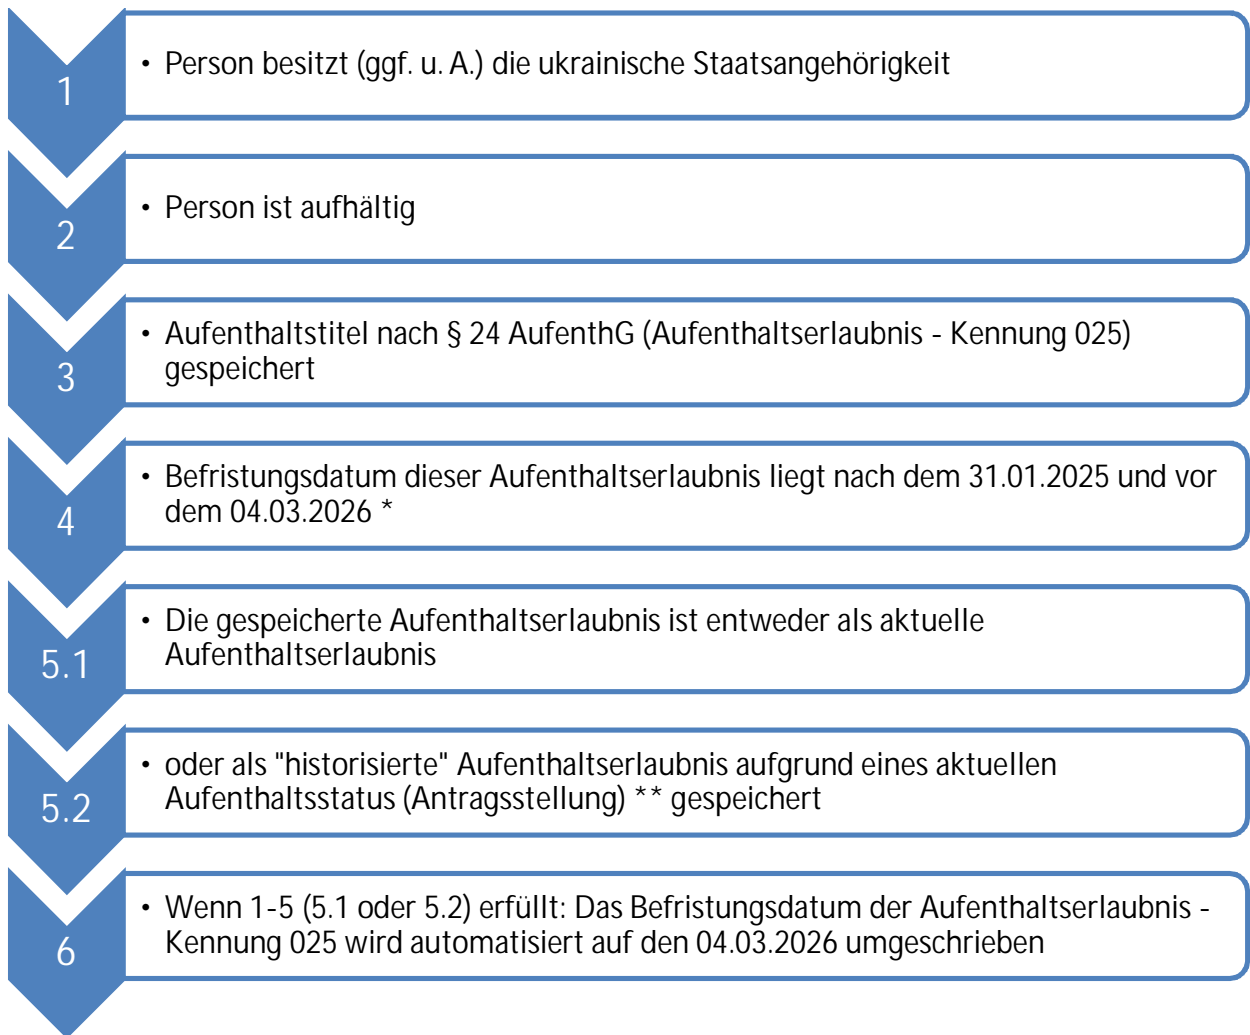 1
• Person besitzt (ggf. u. A.) die ukrainische Staatsangehörigkeit
2
• Person ist aufhältig
3
• Aufenthaltstitel nach § 24 AufenthG (Aufenthaltserlaubnis - Kennung 025)
gespeichert
4
• Befristungsdatum dieser Aufenthaltserlaubnis liegt nach dem 31.01.2025 und vor
dem 04.03.2026 *
5.1
• Die gespeicherte Aufenthaltserlaubnis ist entweder als aktuelle
Aufenthaltserlaubnis
5.2
• oder als "historisierte" Aufenthaltserlaubnis aufgrund eines aktuellen
Aufenthaltsstatus (Antragsstellung) ** gespeichert
6
• Wenn 1-5 (5.1 oder 5.2) erfüllt: Das Befristungsdatum der Aufenthaltserlaubnis -
Kennung 025 wird automatisiert auf den 04.03.2026 umgeschrieben